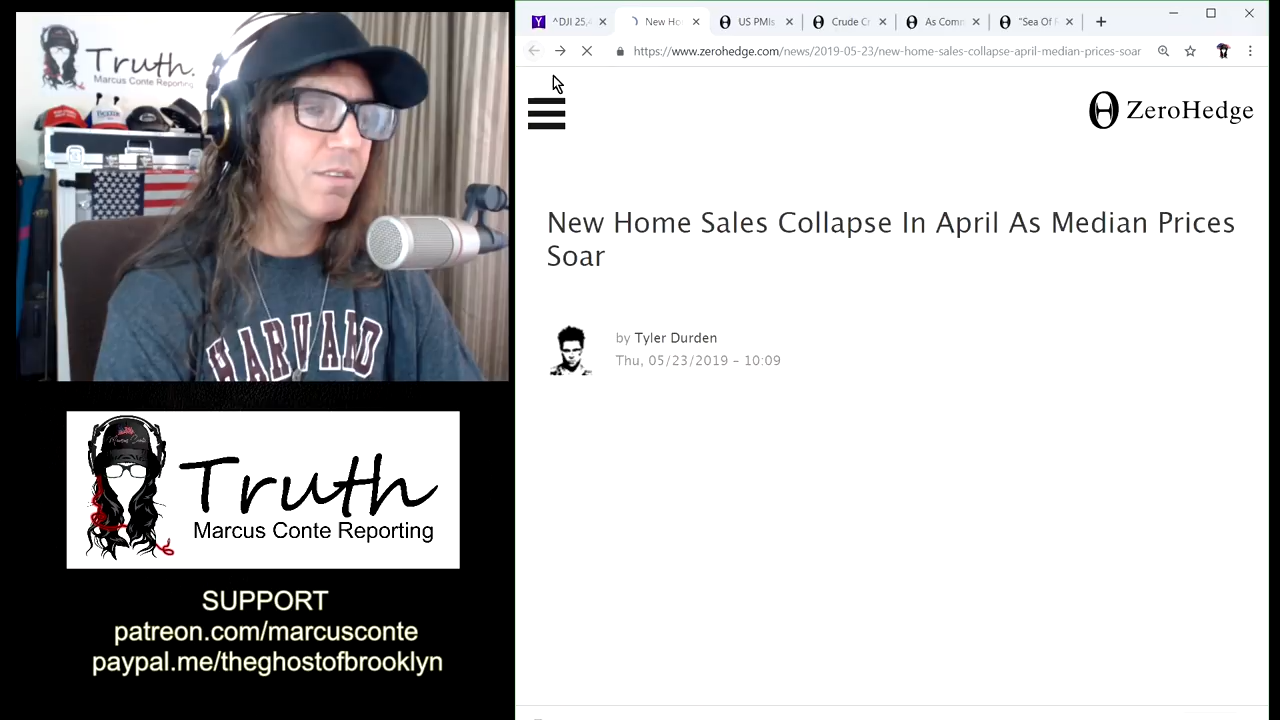 Truth.
Marcus Conte Reporting
HARVARD
Truth
Marcus Conte Reporting
SUPPORT
patreon.com/marcusconte
paypal.me/theghostofbrooklyn
^DJI 25,4
New Ho
US PMIs
Crude C
As Comm
"Sea Of R
https://www.zerohedge.com/news/2019-05-23/new-home-sales-collapse-april-median-prices-soar
ZeroHedge
New Home Sales Collapse In April As Median Prices
Soar
by Tyler Durden
Thu, 05/23/2019 – 10:09